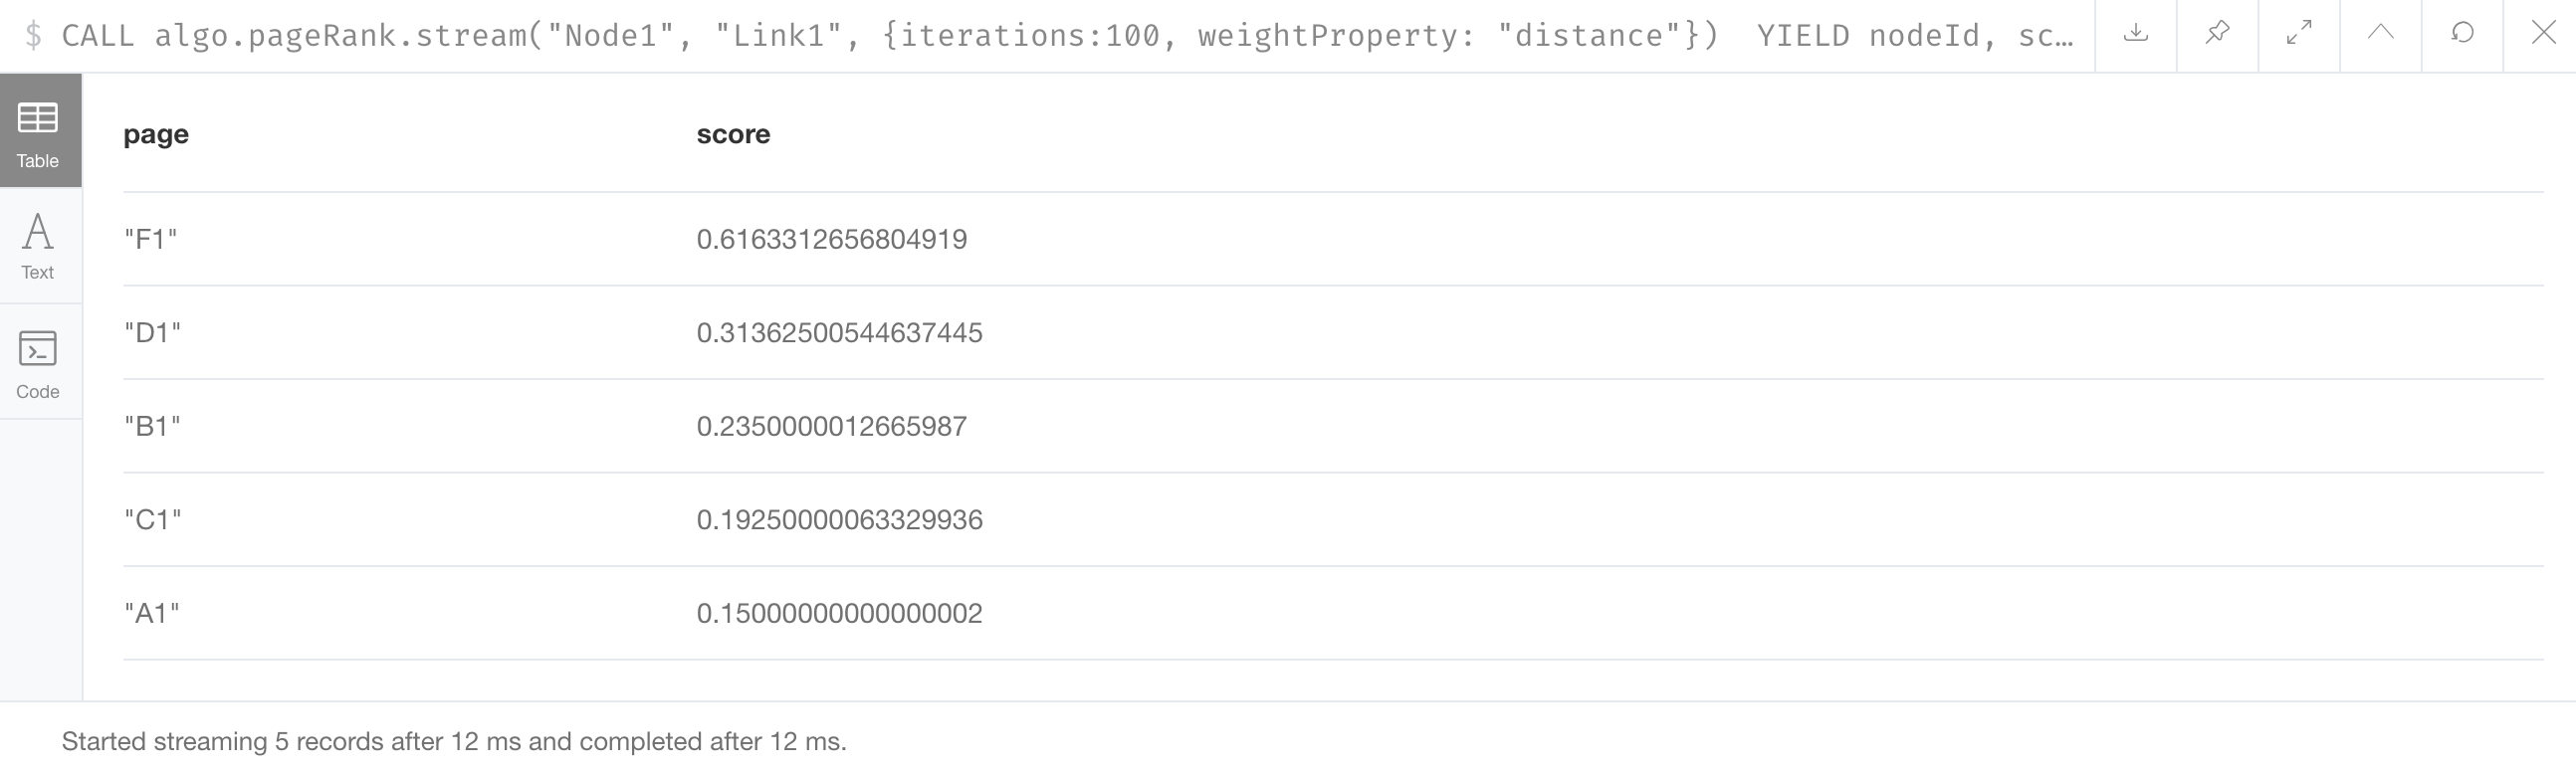 $ CALL algo.pageRank.stream("Node1", "Link1", {iterations:100, weightProperty: "distance"})  YIELD nodeId, sc…
Table
Text
Code
page score
"F1" 0.6163312656804919
"D1" 0.31362500544637445
"B1" 0.2350000012665987
"C1" 0.19250000063329936
"A1" 0.15000000000000002
Started streaming 5 records after 12 ms and completed after 12 ms.